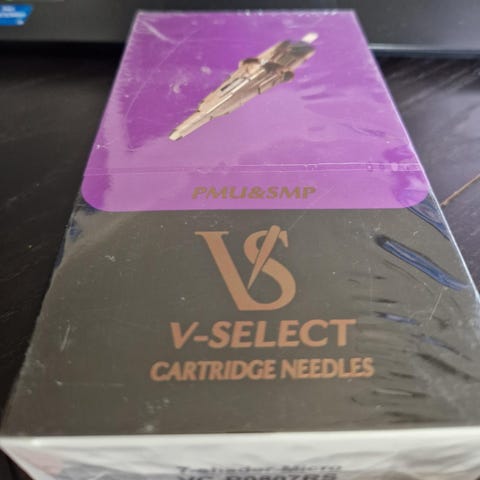 PMU&SMP
VS
V-SELECT
CARTRIDGE NEEDLES